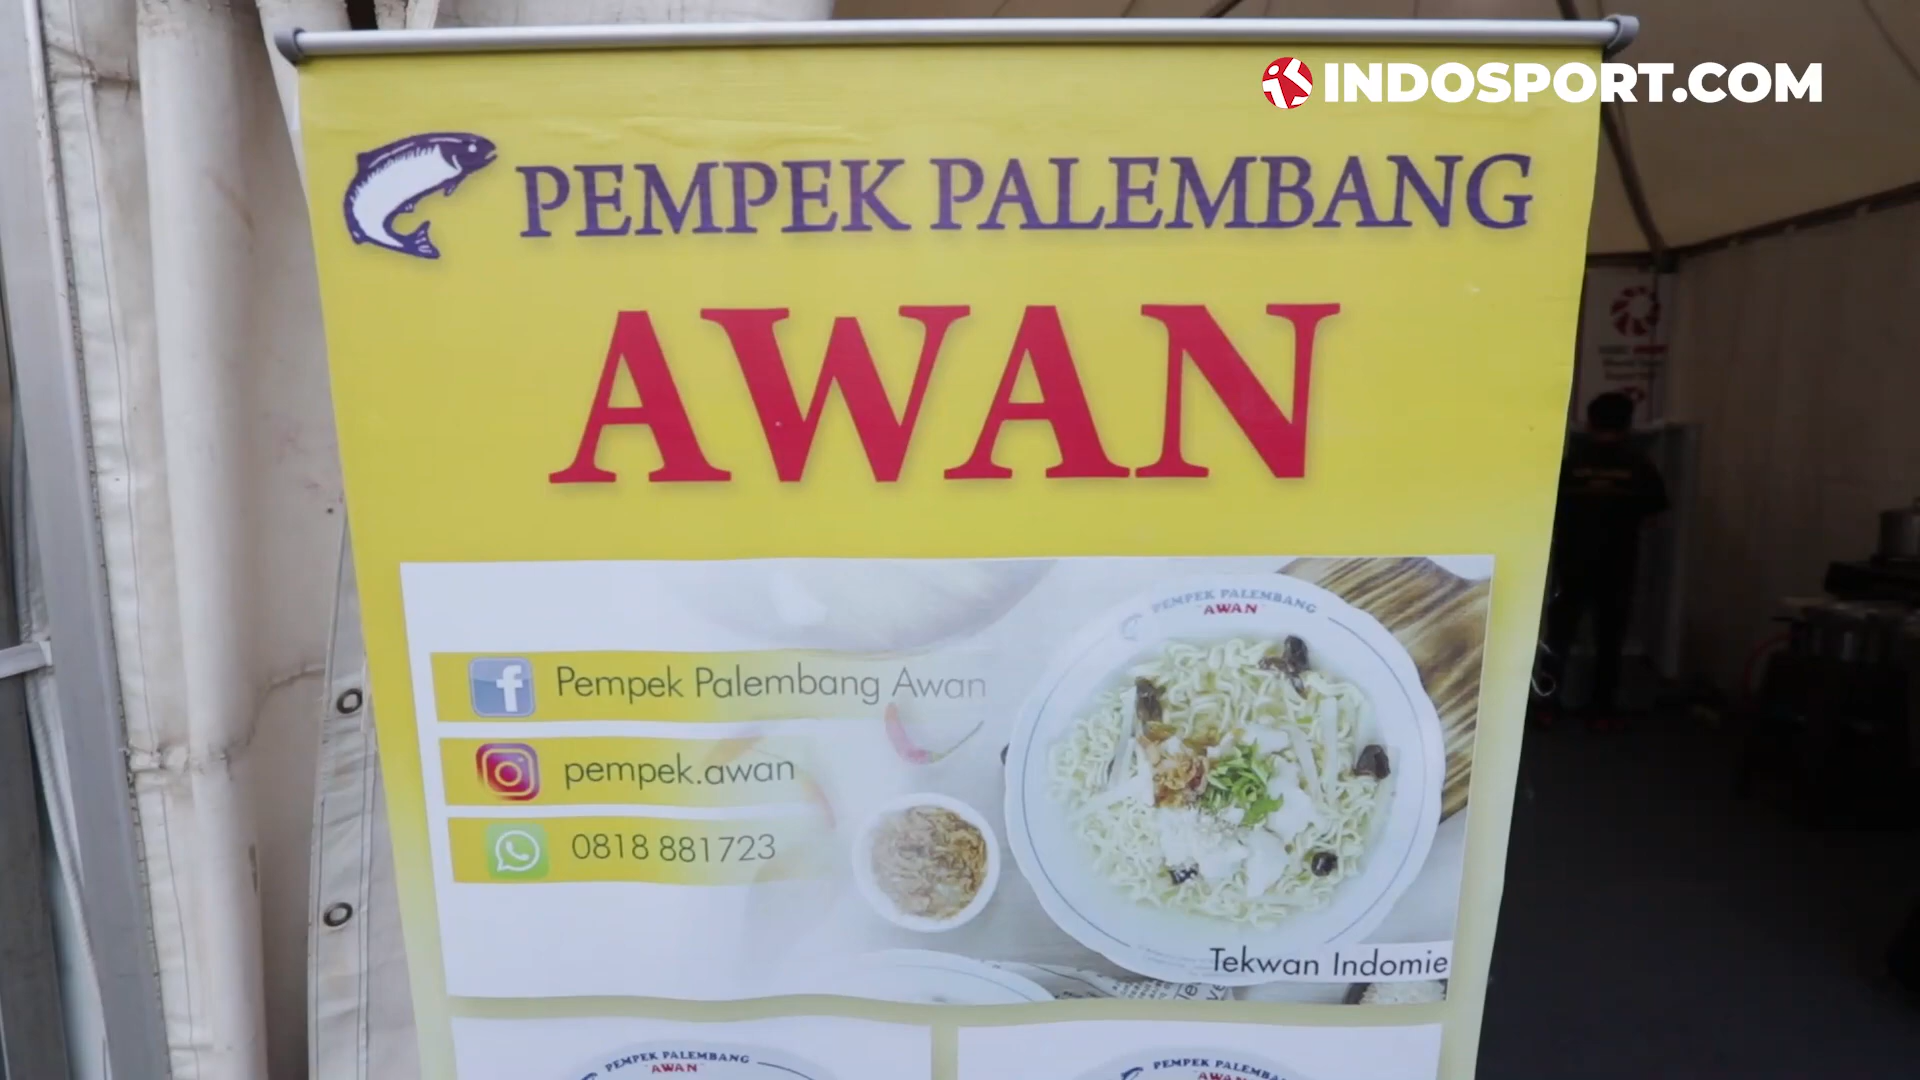 INDOSPORT.COM
PEMPEK PALEMBANG
AWAN
PEMPEK PALEMBANG
AWAN
Pempek Palembang Awan
pempek.awan
0818 881723
Tekwan Indomie
PEMPEK PALEMBANG
AWAN
PEMPEK PALEMBANG
AWAN